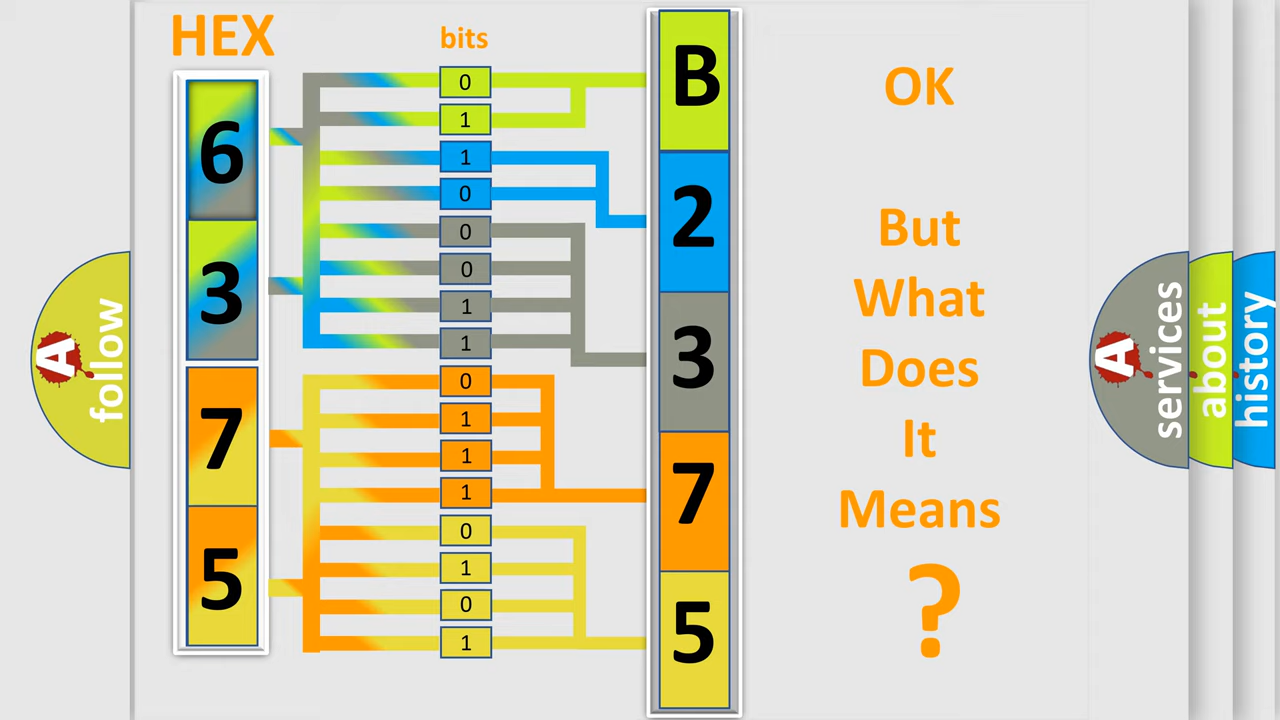 HEX
bits
6
3
7
5
0
1
1
0
0
0
1
1
0
1
1
1
0
1
0
1
B
2
3
7
5
OK
But
What
Does
It
Means
?
A
follow
A
services
about
history